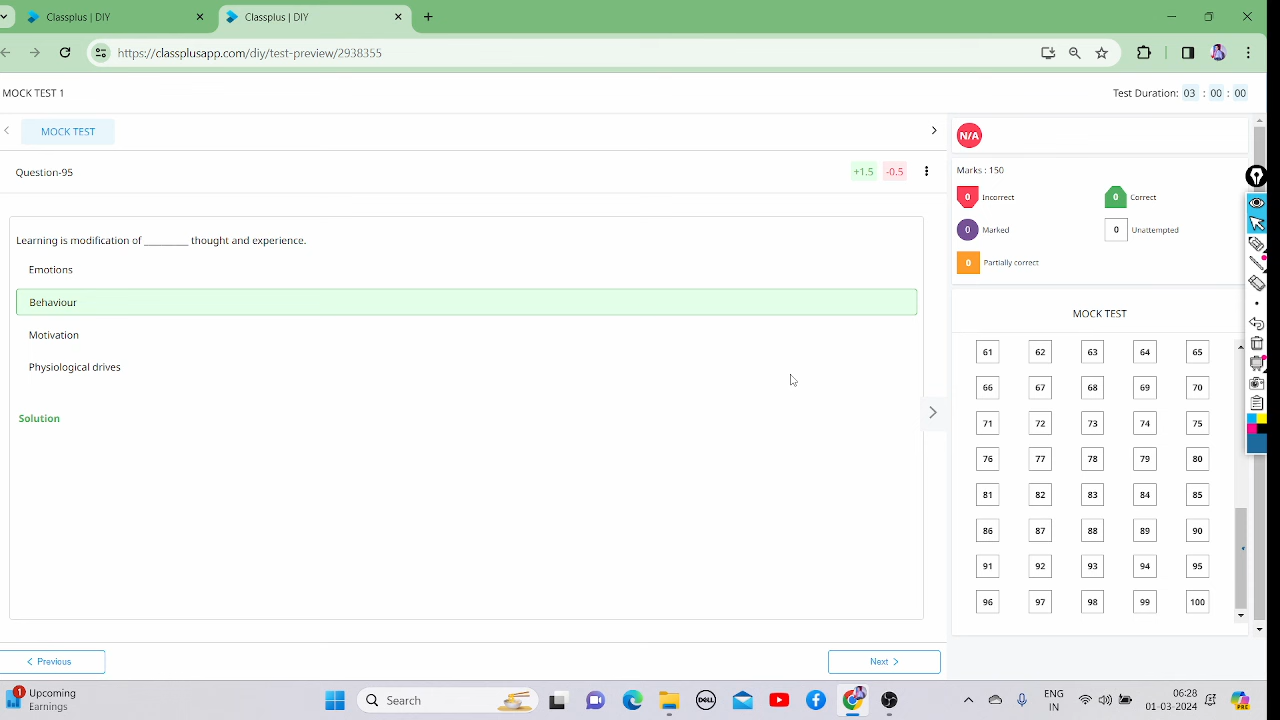 Classplus | DIY
Classplus | DIY
https://classplusapp.com/diy/test-preview/2938355
MOCK TEST 1
Test Duration: 03 : 00 : 00
MOCK TEST
N/A
Question-95
+1.5 -0.5
Marks : 150
0 Incorrect
0 Correct
0 Marked
0 Unattempted
0 Partially correct
Learning is modification of ________ thought and experience.
Emotions
Behaviour
Motivation
Physiological drives
Solution
MOCK TEST
61 62 63 64 65
66 67 68 69 70
71 72 73 74 75
76 77 78 79 80
81 82 83 84 85
86 87 88 89 90
91 92 93 94 95
96 97 98 99 100
Previous
Next
1
Upcoming
Earnings
Search
DELL
ENG
IN
06:28
01-03-2024
PRE